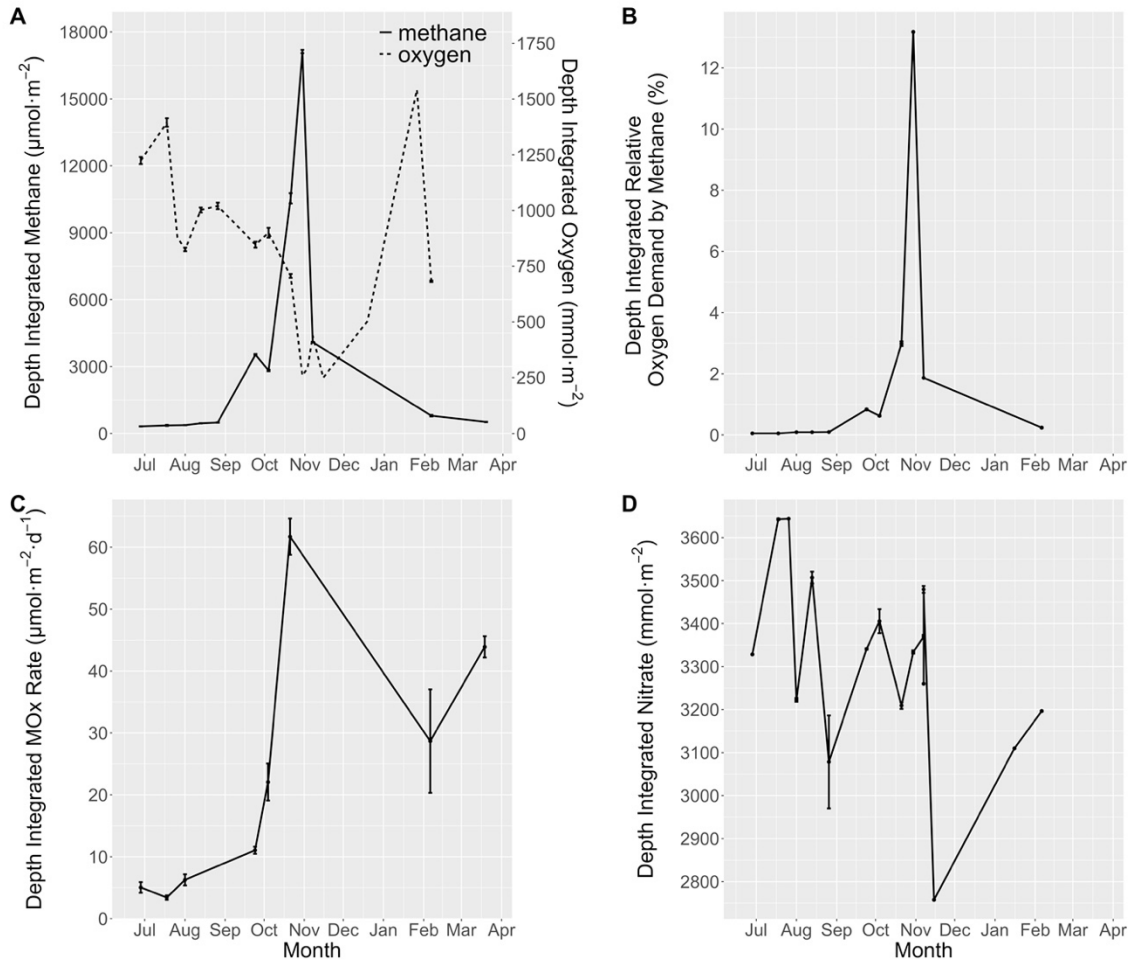 A
methane
oxygen
Depth Integrated Methane (μmol·m⁻²)
18000
15000
12000
9000
6000
3000
0
1750
1500
1250
1000
750
500
250
0
Depth Integrated Oxygen (mmol·m⁻²)
Jul Aug Sep Oct Nov Dec Jan Feb Mar Apr
B
Depth Integrated Relative
Oxygen Demand by Methane (%)
12
10
8
6
4
2
0
Jul Aug Sep Oct Nov Dec Jan Feb Mar Apr
C
Depth Integrated MOx Rate (μmol·m⁻²·d⁻¹)
60
50
40
30
20
10
0
Jul Aug Sep Oct Nov Dec Jan Feb Mar Apr
Month
D
Depth Integrated Nitrate (mmol·m⁻²)
3600
3500
3400
3300
3200
3100
3000
2900
2800
Jul Aug Sep Oct Nov Dec Jan Feb Mar Apr
Month